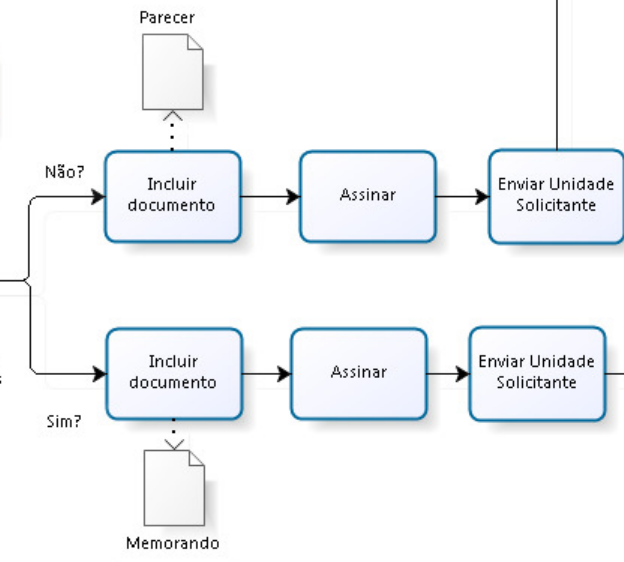 Parecer
Não?
Incluir
documento
Assinar
Enviar Unidade
Solicitante
Incluir
documento
Assinar
Enviar Unidade
Solicitante
Sim?
Memorando